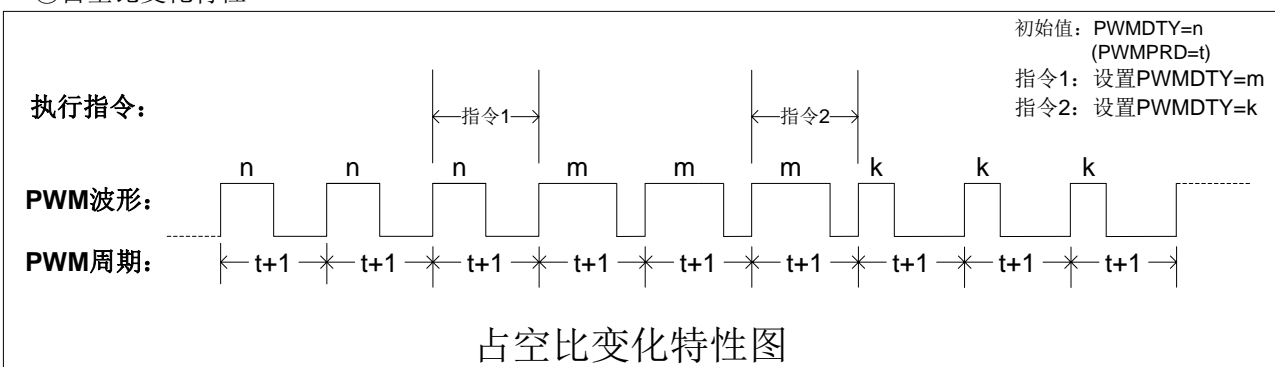 初始值：PWMDTY=n
(PWMPRD=t)
指令1：设置PWMDTY=m
指令2：设置PWMDTY=k
执行指令：
指令1
指令2
n n n m m m k k k
PWM波形：
PWM周期：
t+1 t+1 t+1 t+1 t+1 t+1 t+1 t+1 t+1
占空比变化特性图